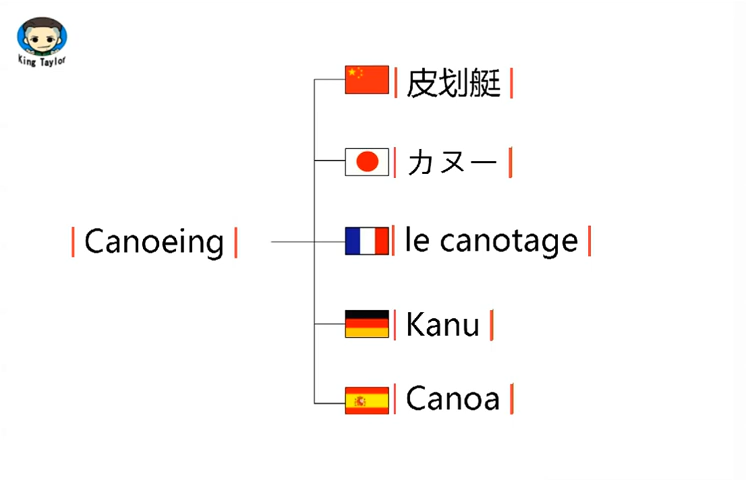 King Taylor
皮划艇
カヌー
Canoeing
le canotage
Kanu
Canoa